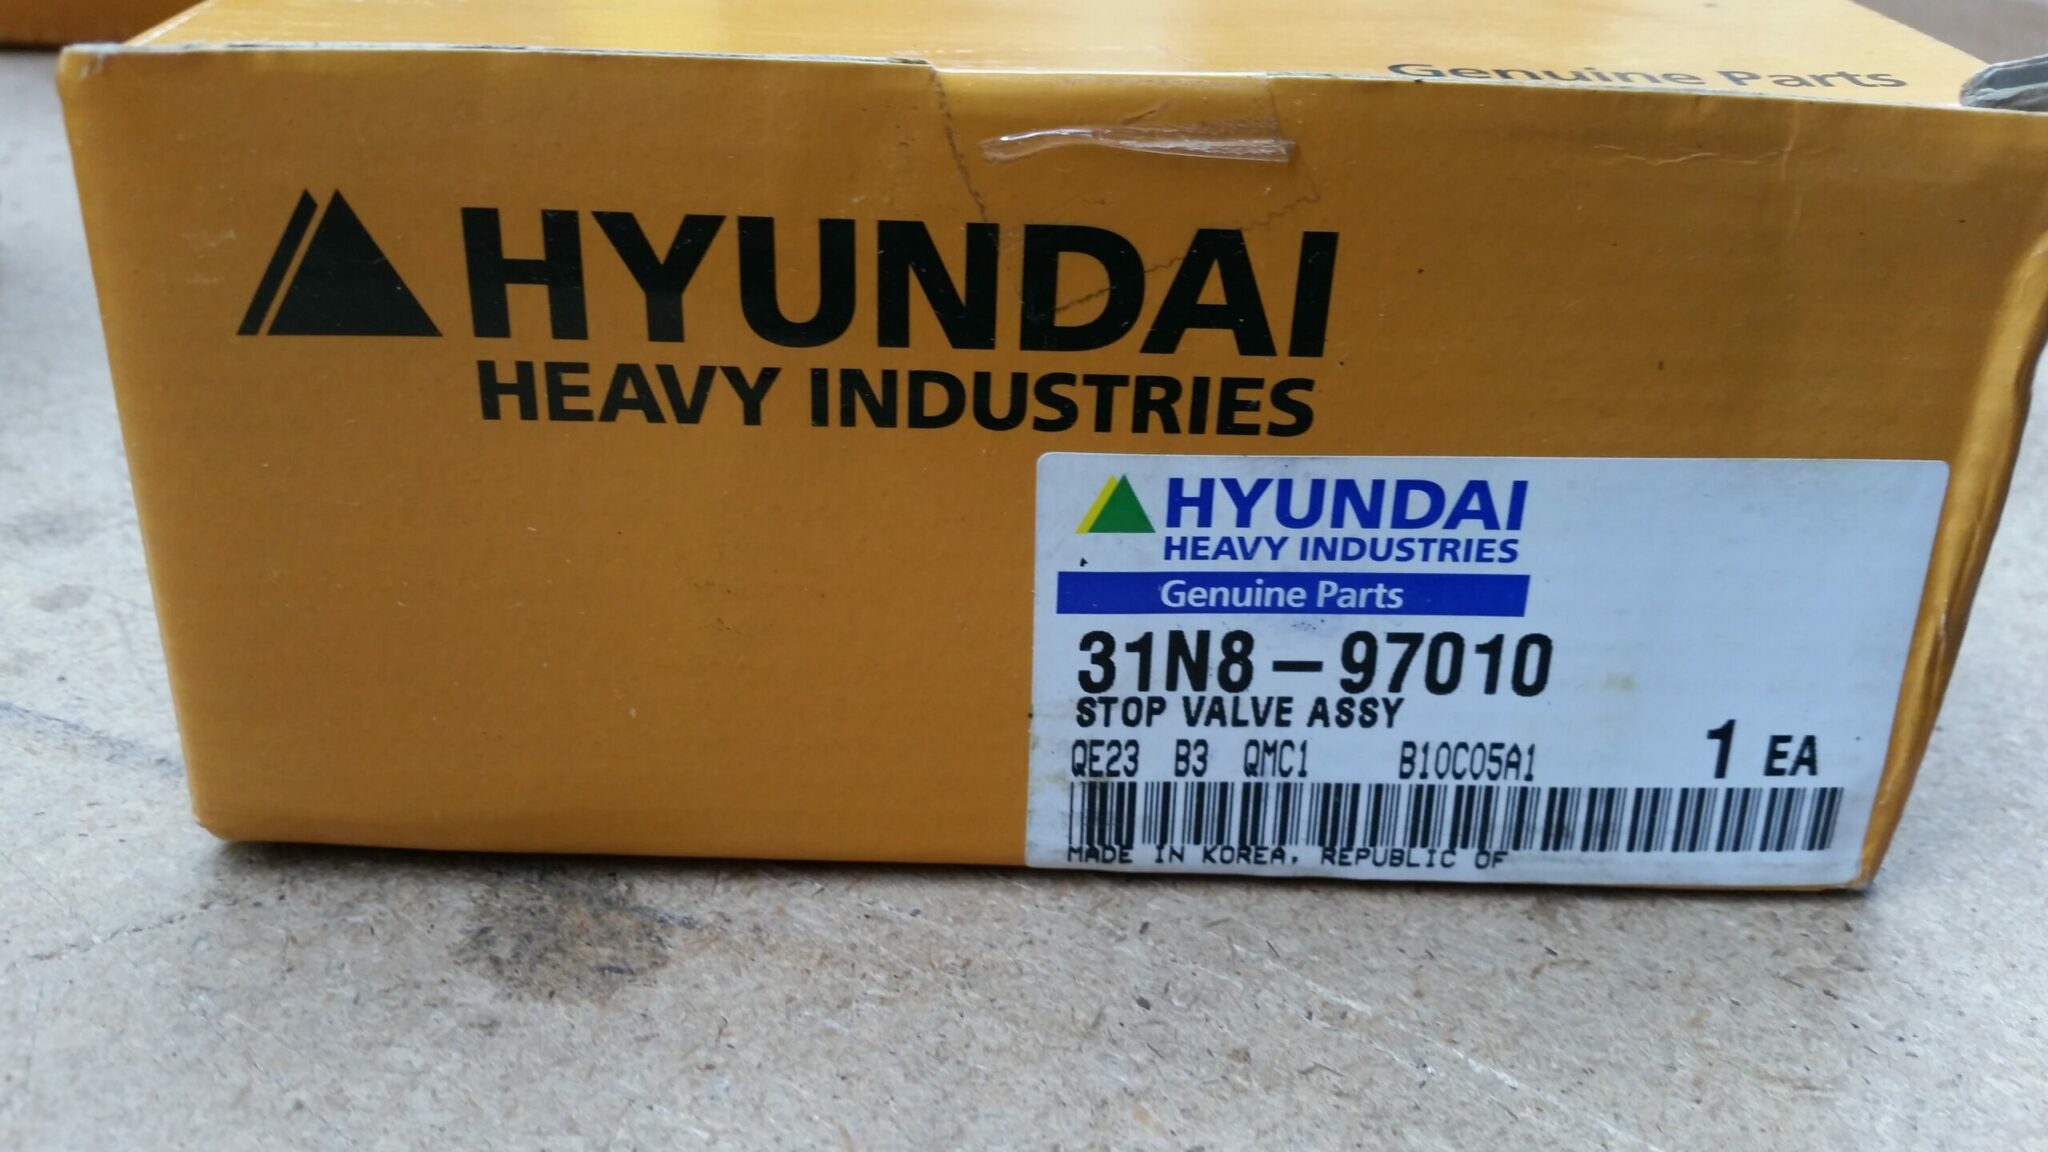 Genuine Parts
HYUNDAI
HEAVY INDUSTRIES
HYUNDAI
HEAVY INDUSTRIES
Genuine Parts
31N8-97010
STOP VALVE ASSY
1 EA
QE23 B3 QMC1 B10C05A1
MADE IN KOREA, REPUBLIC OF